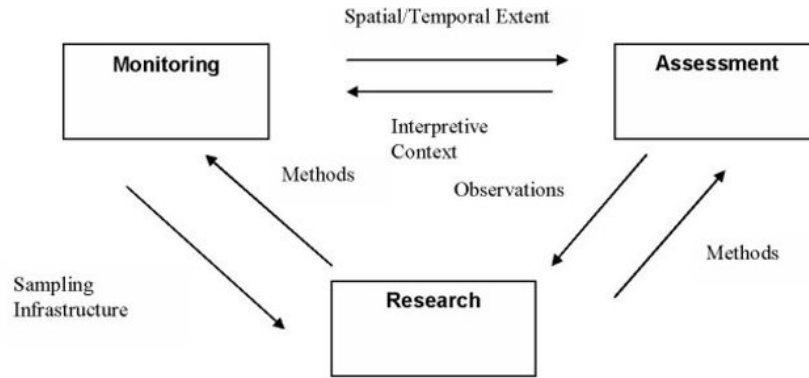 Spatial/Temporal Extent
Monitoring
Assessment
Interpretive
Context
Methods
Observations
Methods
Sampling
Infrastructure
Research